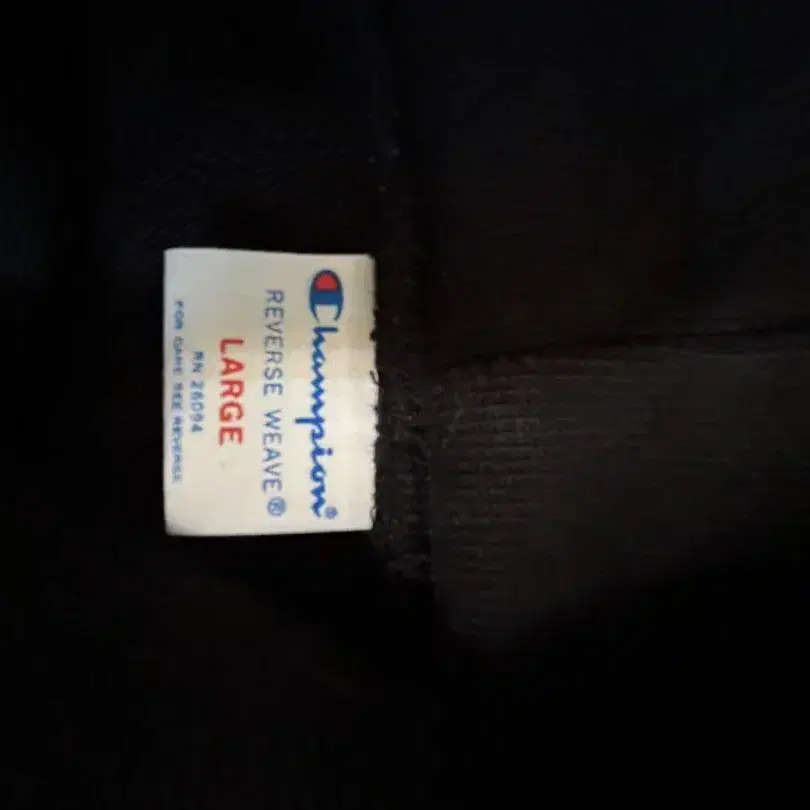 Champion®
REVERSE WEAVE®
LARGE
RN 26094
FOR CARE SEE REVERSE